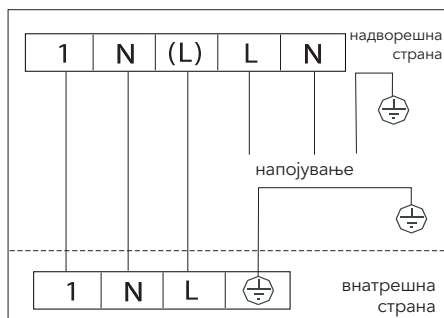 1 N (L) L N
надворешна
страна
напојување
1 N L
внатрешна
страна